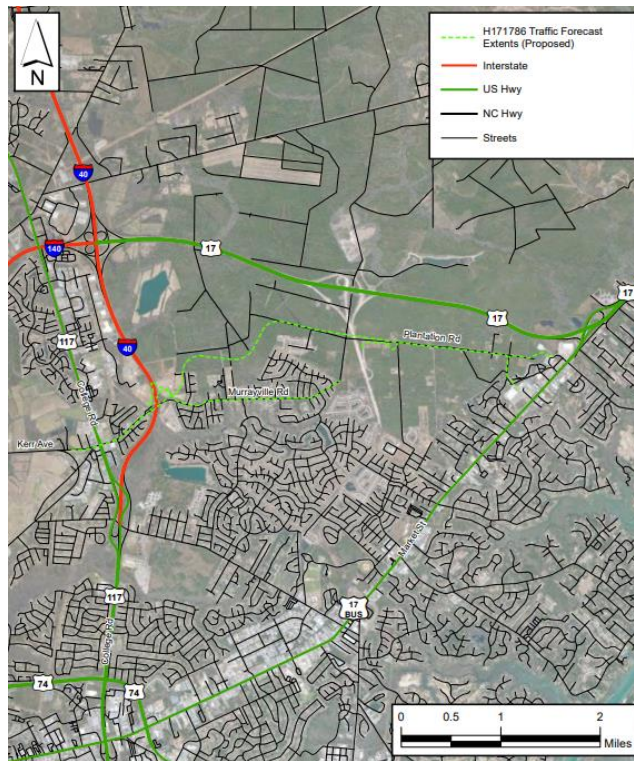 N
H171786 Traffic Forecast
Extents (Proposed)
Interstate
US Hwy
NC Hwy
Streets
40
140
17
17
17
117
40
College Rd
Plantation Rd
Murrayville Rd
Kerr Ave
Market St
117
17
BUS
College Rd
74
74
0 0.5 1 2
Miles